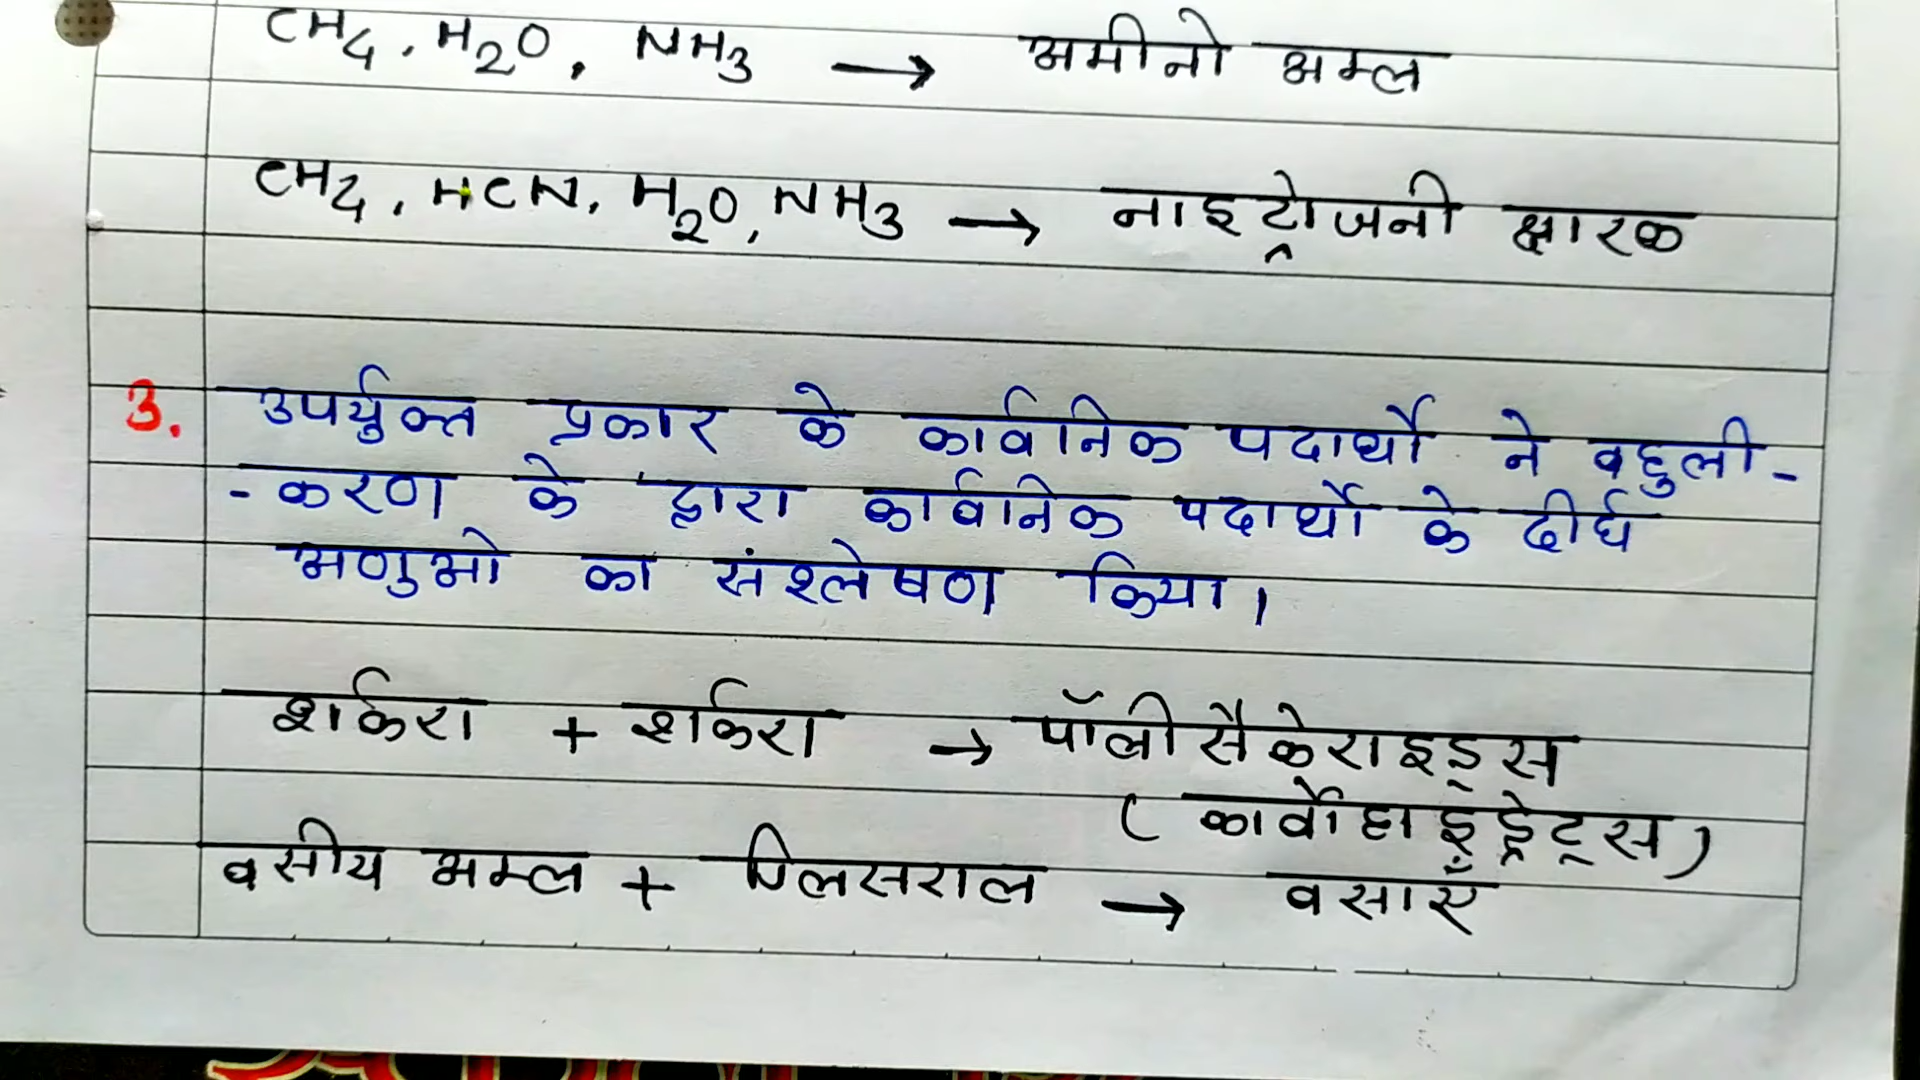 CH₄, H₂O, NH₃ → अमीनो अम्ल
CH₄, HCN, H₂O, NH₃ → नाइट्रोजनी क्षारक
3. उपर्युक्त प्रकार के कार्बनिक पदार्थों ने बहुली-
-करण के द्वारा कार्बनिक पदार्थों के दीर्घ
अणुओ का संश्लेषण किया।
शर्करा + शर्करा → पॉलीसैकेराइड्स
(कार्बोहाइड्रेट्स)
वसीय अम्ल + ग्लिसराल → वसाएँ